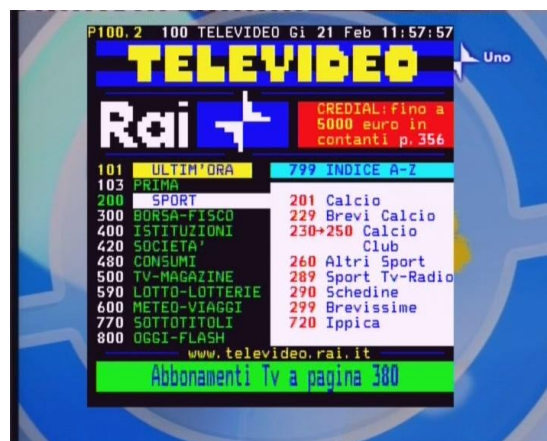 P100.2 100 TELEVIDEO Gi 21 Feb 11:57:57
TELEVIDEO
Uno
Rai
CREDIAL: fino a
5000 euro in
contanti p.356
101 ULTIM'ORA
103 PRIMA
200 SPORT
300 BORSA-FISCO
400 ISTITUZIONI
420 SOCIETA'
480 CONSUMI
500 TV-MAGAZINE
590 LOTTO-LOTTERIE
600 METEO-VIAGGI
770 SOTTOTITOLI
800 OGGI-FLASH
799 INDICE A-Z
201 Calcio
229 Brevi Calcio
230→250 Calcio
Club
260 Altri Sport
289 Sport Tv-Radio
290 Schedine
299 Brevissime
720 Ippica
www.televideo.rai.it
Abbonamenti Tv a pagina 380